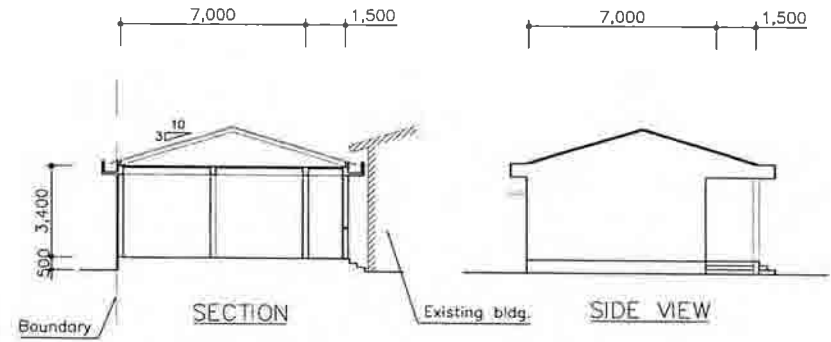 7,000 1,500
7,000 1,500
10
3
3,400
500
SECTION
SIDE VIEW
Existing bldg.
Boundary